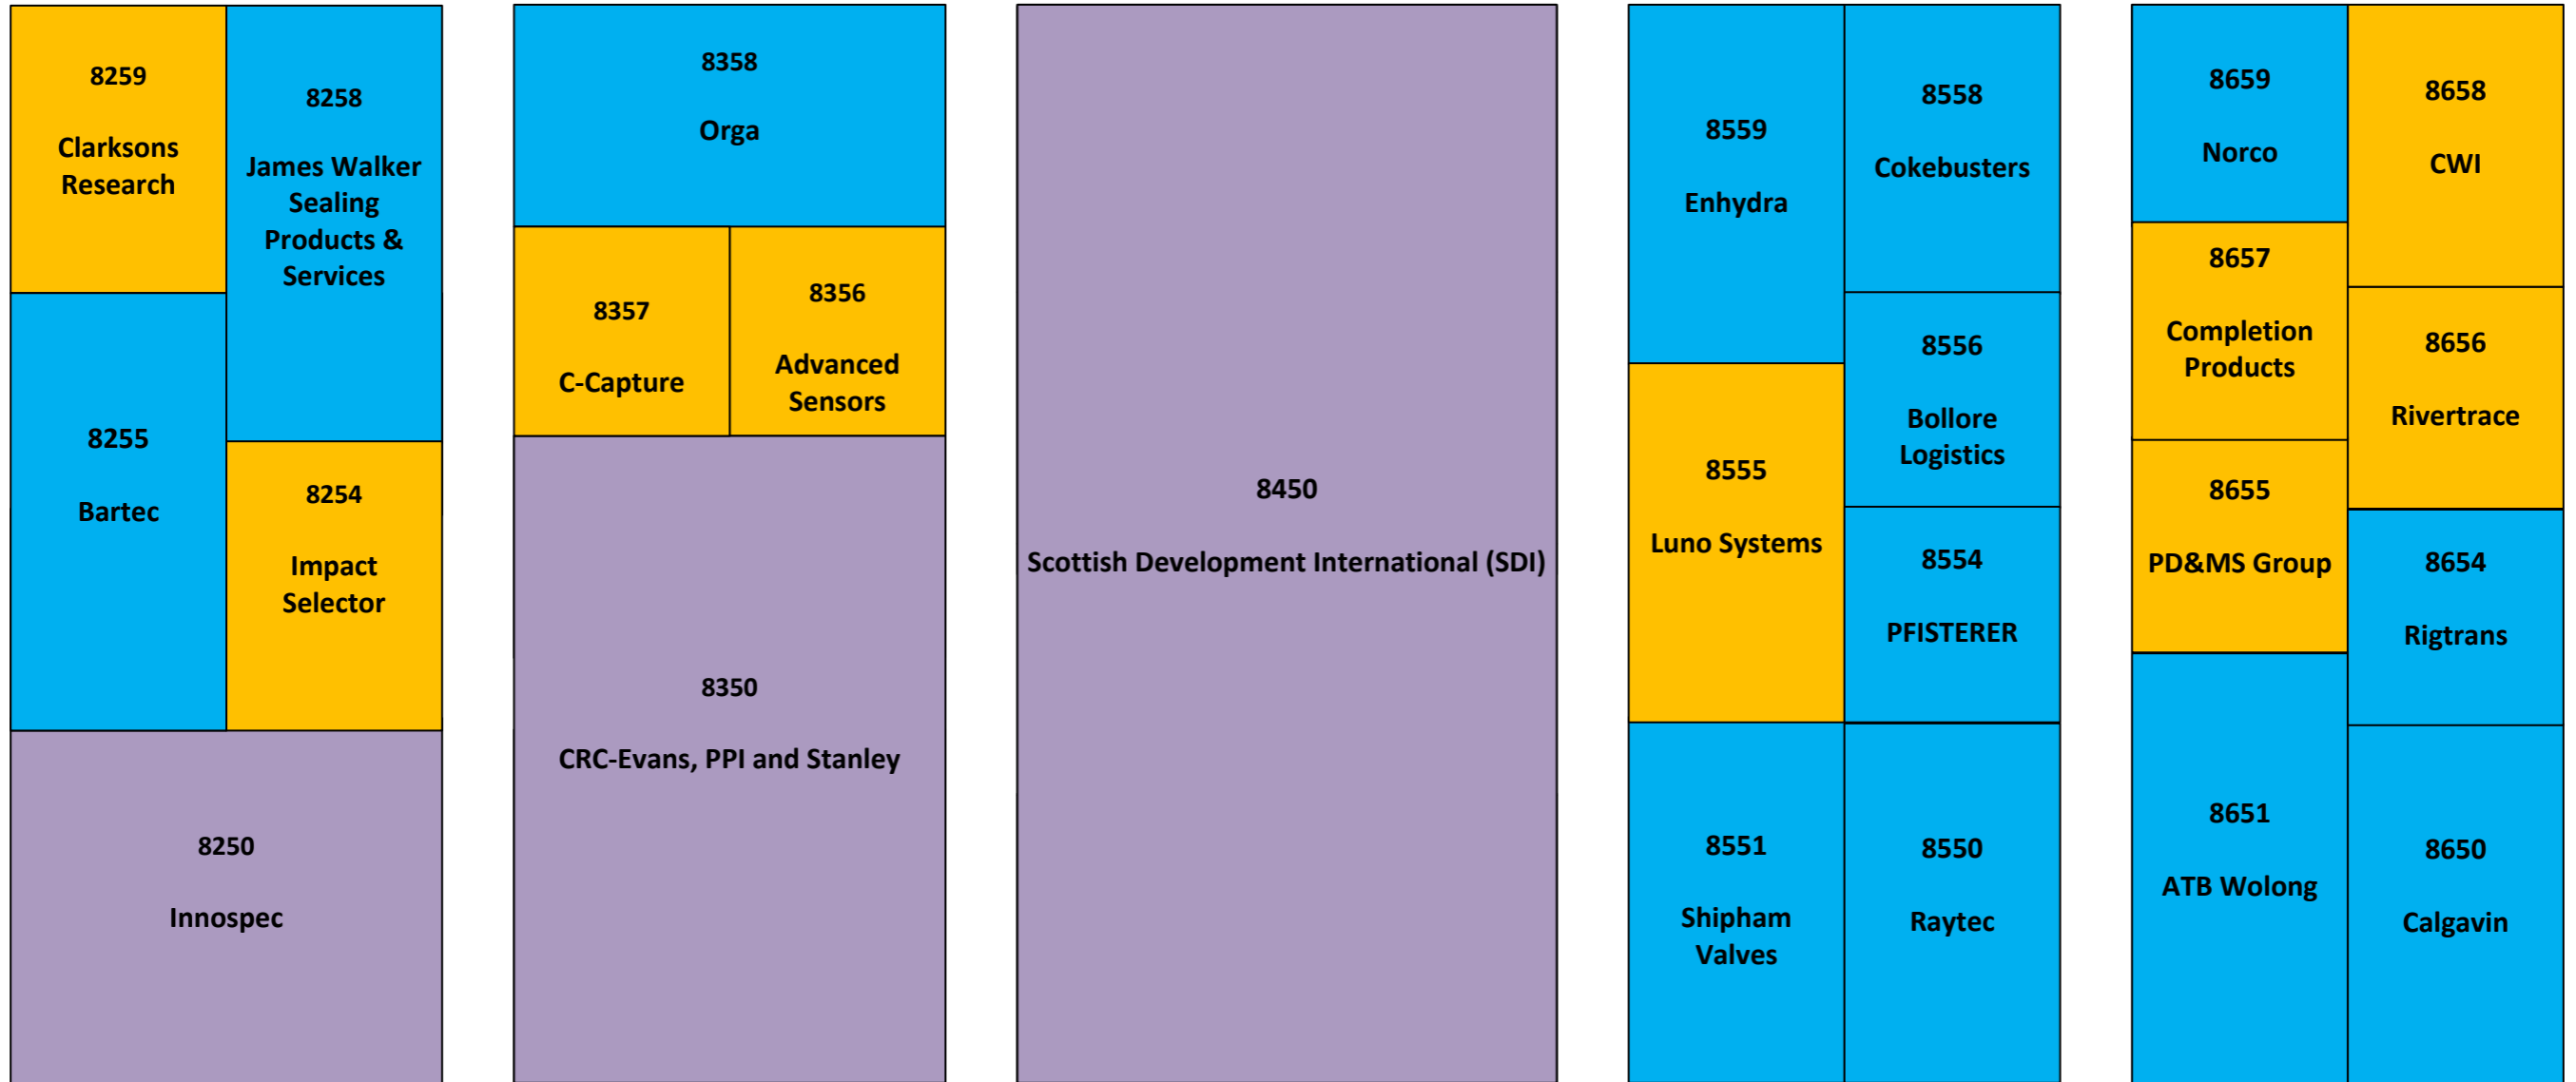 8259
Clarksons
Research
8258
James Walker
Sealing
Products &
Services
8255
Bartec
8254
Impact
Selector
8250
Innospec
8358
Orga
8357
C-Capture
8356
Advanced
Sensors
8350
CRC-Evans, PPI and Stanley
8450
Scottish Development International (SDI)
8559
Enhydra
8558
Cokebusters
8556
Bollore
Logistics
8555
Luno Systems
8554
PFISTERER
8551
Shipham
Valves
8550
Raytec
8659
Norco
8658
CWI
8657
Completion
Products
8656
Rivertrace
8655
PD&MS Group
8654
Rigtrans
8651
ATB Wolong
8650
Calgavin